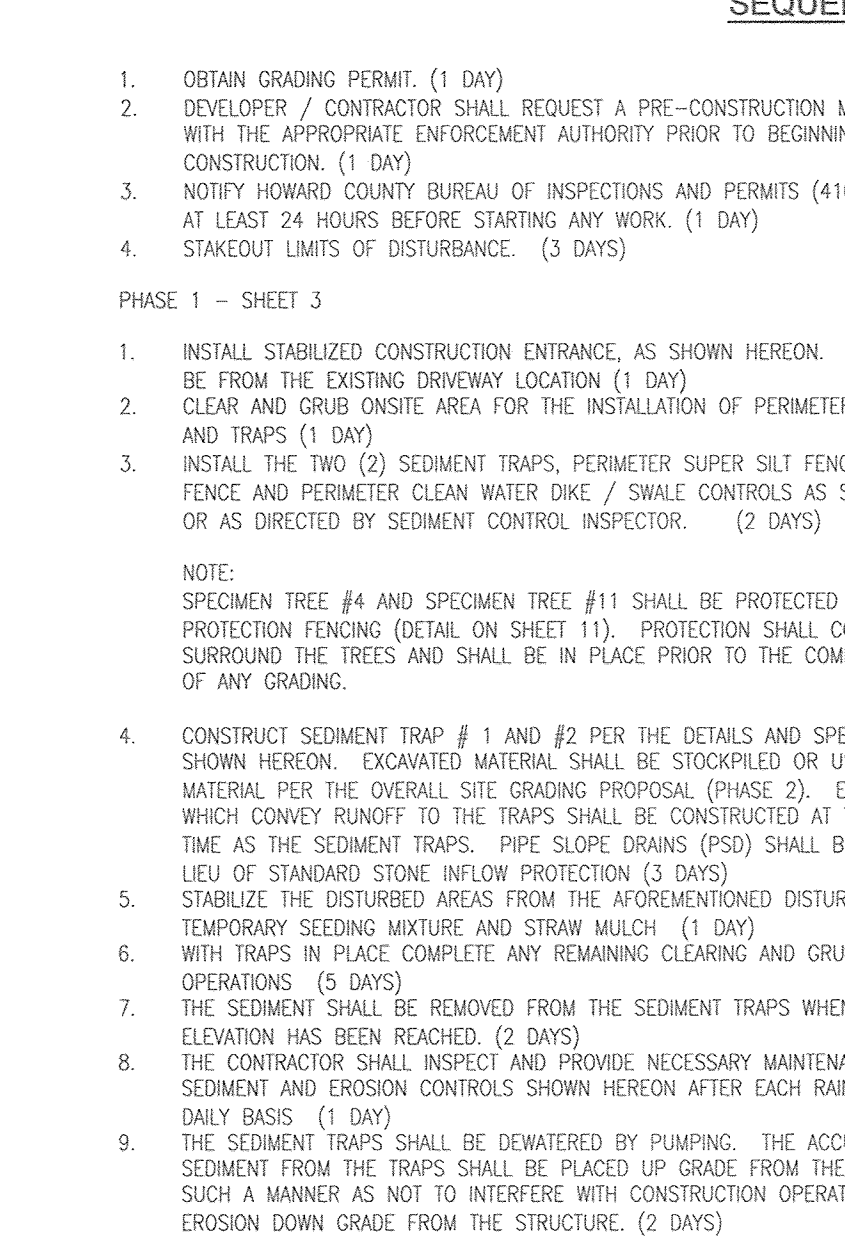 1. OBTAIN GRADING PERMIT. (1 DAY)
2. DEVELOPER / CONTRACTOR SHALL REQUEST A PRE-CONSTRUCTION
WITH THE APPROPRIATE ENFORCEMENT AUTHORITY PRIOR TO
CONSTRUCTION. (1 DAY)
3. NOTIFY HOWARD COUNTY BUREAU OF INSPECTIONS AND PERMITS
AT LEAST 24 HOURS BEFORE STARTING ANY WORK. (1 DAY)
4. STAKEOUT LIMITS OF DISTURBANCE. (3 DAYS)
PHASE 1 - SHEET 3
1. INSTALL STABILIZED CONSTRUCTION ENTRANCE, AS SHOWN HEREON.
BE FROM THE EXISTING DRIVEWAY LOCATION (1 DAY)
2. CLEAR AND GRUB ONSITE AREA FOR THE INSTALLATION OF
AND TRAPS (1 DAY)
3. INSTALL THE TWO (2) SEDIMENT TRAPS, PERIMETER SUPER SILT
FENCE AND PERIMETER CLEAN WATER DIKE / SWALE CONTROLS AS
OR AS DIRECTED BY SEDIMENT CONTROL INSPECTOR. (2 DAYS)
NOTE:
SPECIMEN TREE #4 AND SPECIMEN TREE #11 SHALL BE PROTECTED
PROTECTION FENCING (DETAIL ON SHEET 11). PROTECTION SHALL
SURROUND THE TREES AND SHALL BE IN PLACE PRIOR TO THE
OF ANY GRADING.
4. CONSTRUCT SEDIMENT TRAP # 1 AND #2 PER THE DETAILS AND
SHOWN HEREON. EXCAVATED MATERIAL SHALL BE STOCKPILED OR
MATERIAL PER THE OVERALL SITE GRADING PROPOSAL (PHASE 2).
WHICH CONVEY RUNOFF TO THE TRAPS SHALL BE CONSTRUCTED AT
TIME AS THE SEDIMENT TRAPS. PIPE SLOPE DRAINS (PSD) SHALL
LIEU OF STANDARD STONE INFLOW PROTECTION (3 DAYS)
5. STABILIZE THE DISTURBED AREAS FROM THE AFOREMENTIONED
TEMPORARY SEEDING MIXTURE AND STRAW MULCH (1 DAY)
6. WITH TRAPS IN PLACE COMPLETE ANY REMAINING CLEARING AND
OPERATIONS (5 DAYS)
7. THE SEDIMENT SHALL BE REMOVED FROM THE SEDIMENT TRAPS
ELEVATION HAS BEEN REACHED. (2 DAYS)
8. THE CONTRACTOR SHALL INSPECT AND PROVIDE NECESSARY
SEDIMENT AND EROSION CONTROLS SHOWN HEREON AFTER EACH
DAILY BASIS (1 DAY)
9. THE SEDIMENT TRAPS SHALL BE DEWATERED BY PUMPING. THE
SEDIMENT FROM THE TRAPS SHALL BE PLACED UP GRADE FROM THE
SUCH A MANNER AS NOT TO INTERFERE WITH CONSTRUCTION
EROSION DOWN GRADE FROM THE STRUCTURE. (2 DAYS)